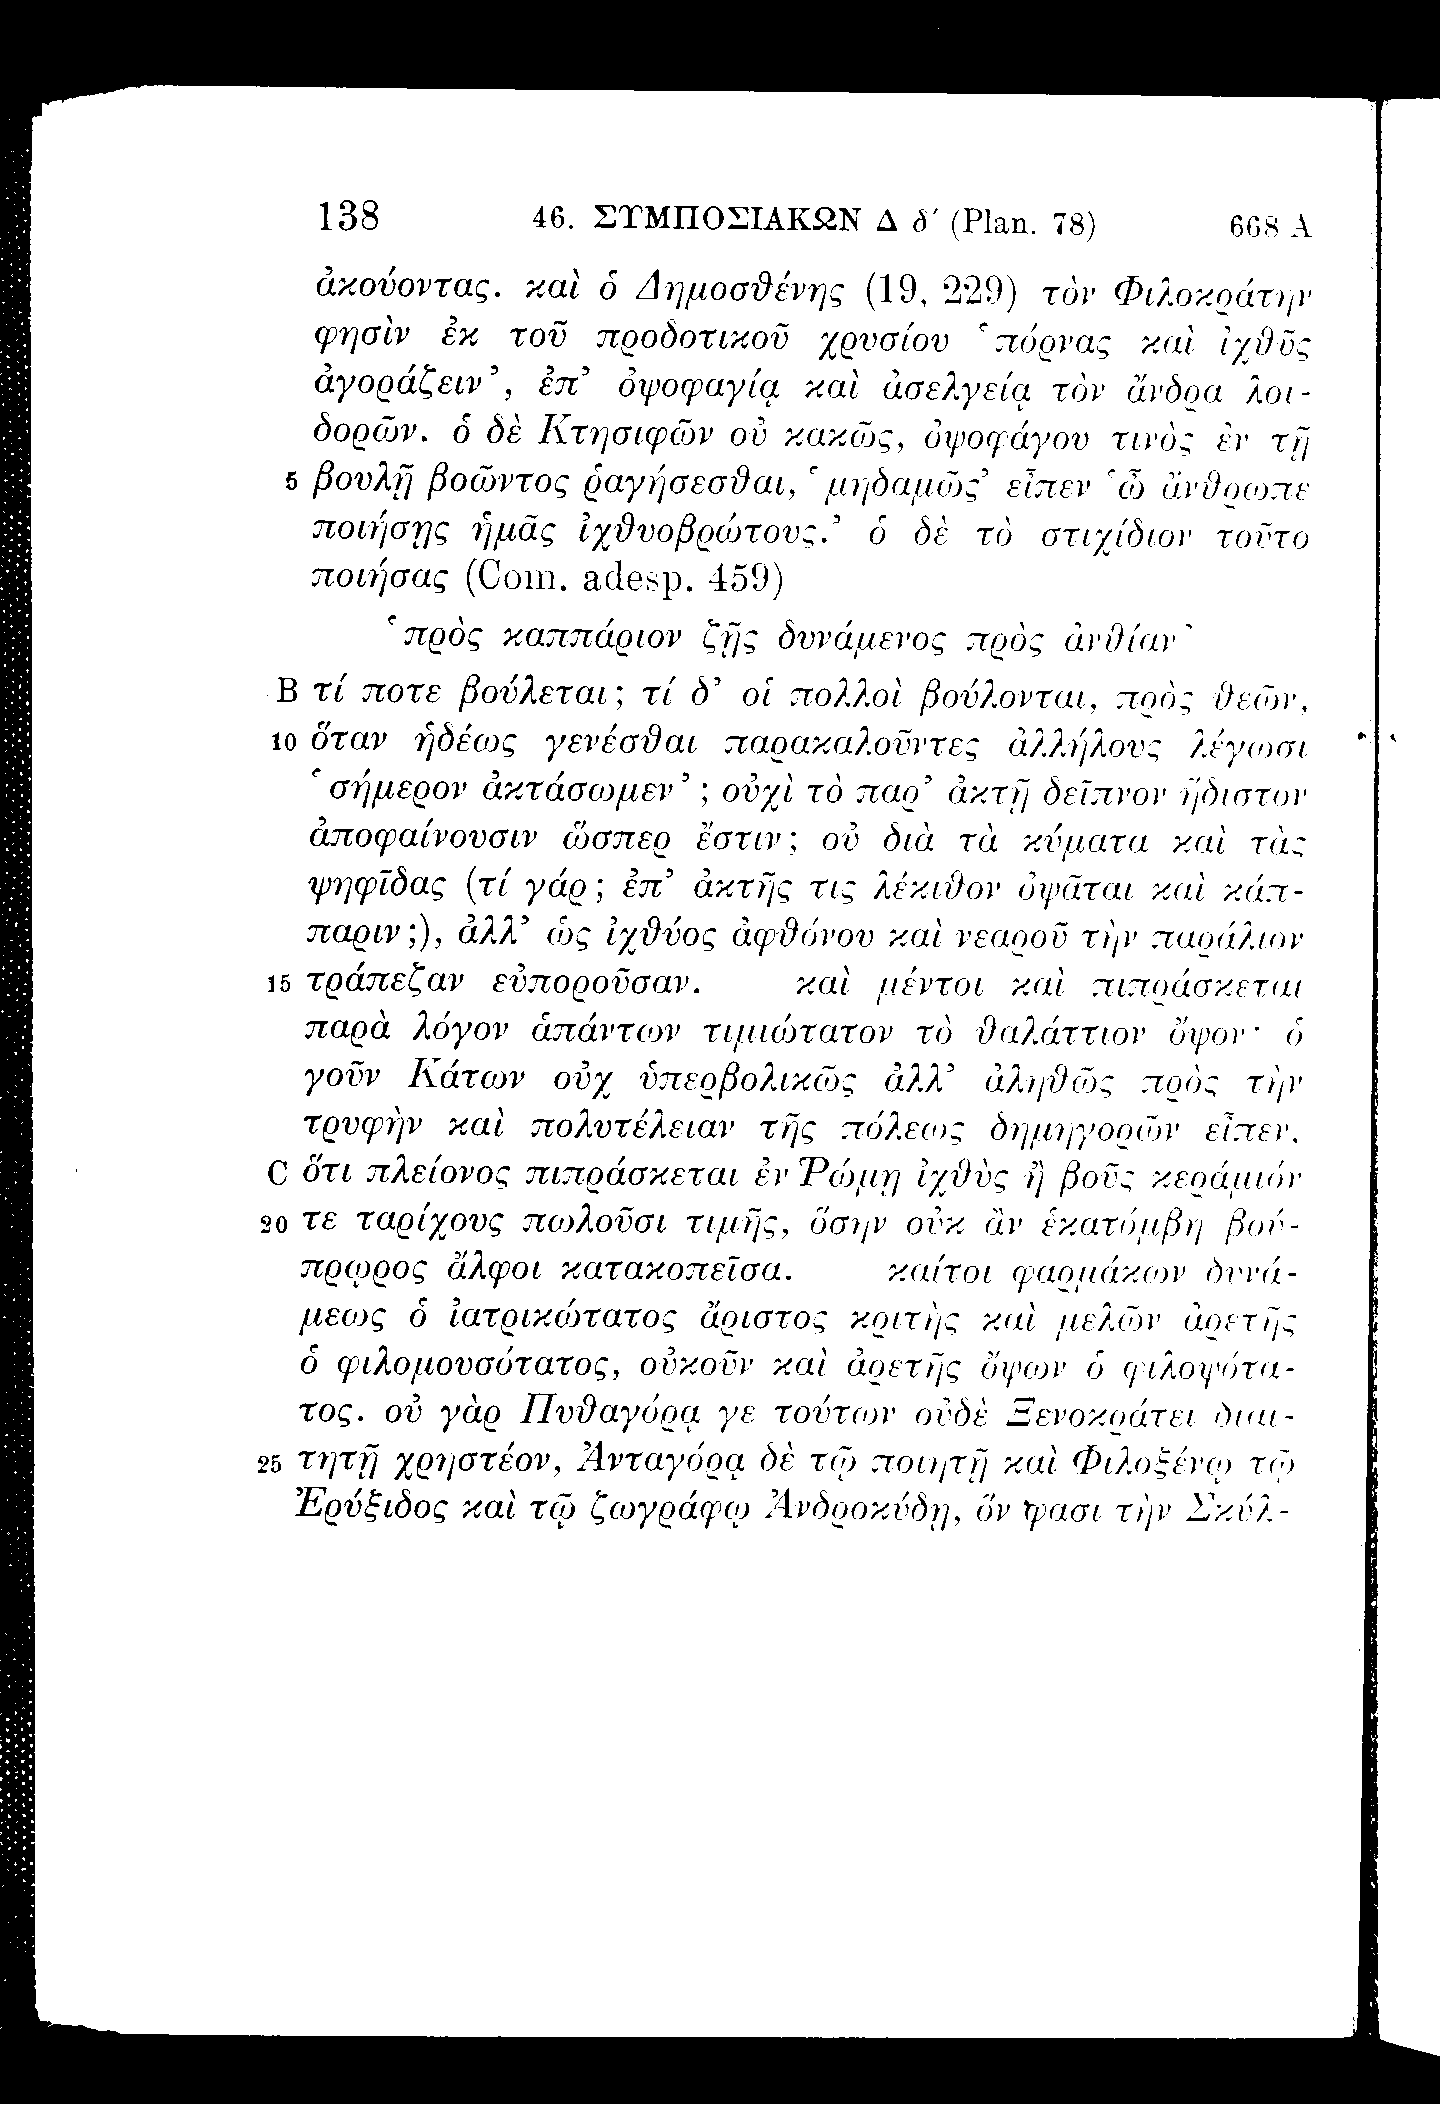 138 46. ΣΥΜΠΟΣΙΑΚΩΝ Δ δ′ (Plan. 78) 668 A
ἀκούοντας. καὶ ὁ Δημοσθένης (19, 229) τὸν Φιλοκράτην
φησὶν ἐκ τοῦ προδοτικοῦ χρυσίου ‘πόρνας καὶ ἰχθῦς
ἀγοράζειν’, ἐπ’ ὀψοφαγίᾳ καὶ ἀσελγείᾳ τὸν ἄνδρα λοι-
δορῶν. ὁ δὲ Κτησιφῶν οὐ κακῶς, ὀψοφάγου τινὸς ἐν τῇ
5 βουλῇ βοῶντος ῥαγήσεσθαι, ‘μηδαμῶς’ εἶπεν ‘ὦ ἄνθρωπε
ποιήσῃς ἡμᾶς ἰχθυοβρώτους.’ ὁ δὲ τὸ στιχίδιον τοῦτο
ποιήσας (Com. adesp. 459)
‘πρὸς καππάριον ζῇς δυνάμενος πρὸς ἀνθίαν’
B τί ποτε βούλεται; τί δ’ οἱ πολλοὶ βούλονται, πρὸς θεῶν,
10 ὅταν ἡδέως γενέσθαι παρακαλοῦντες ἀλλήλους λέγωσι
‘σήμερον ἀκτάσωμεν’; οὐχὶ τὸ παρ’ ἀκτῇ δεῖπνον ἥδιστον
ἀποφαίνουσιν ὥσπερ ἔστιν; οὐ διὰ τὰ κύματα καὶ τὰς
ψηφῖδας (τί γάρ; ἐπ’ ἀκτῆς τις λέκιθον ὀψᾶται καὶ κάπ-
παριν;), ἀλλ’ ὡς ἰχθύος ἀφθόνου καὶ νεαροῦ τὴν παράλιον
15 τράπεζαν εὐποροῦσαν. καὶ μέντοι καὶ πιπράσκεται
παρὰ λόγον ἁπάντων τιμιώτατον τὸ θαλάττιον ὄψον· ὁ
γοῦν Κάτων οὐχ ὑπερβολικῶς ἀλλ’ ἀληθῶς πρὸς τὴν
τρυφὴν καὶ πολυτέλειαν τῆς πόλεως δημηγορῶν εἶπεν,
C ὅτι πλείονος πιπράσκεται ἐν Ῥώμῃ ἰχθὺς ἢ βοῦς κεράμιόν
20 τε ταρίχους πωλοῦσι τιμῆς, ὅσην οὐκ ἂν ἑκατόμβη βού-
πρῳρος ἄλφοι κατακοπεῖσα. καίτοι φαρμάκων δυνά-
μεως ὁ ἰατρικώτατος ἄριστος κριτὴς καὶ μελῶν ἀρετῆς
ὁ φιλομουσότατος, οὐκοῦν καὶ ἀρετῆς ὄψων ὁ φιλοψότα-
τος. οὐ γὰρ Πυθαγόρᾳ γε τούτων οὐδὲ Ξενοκράτει διαι-
25 τητῇ χρηστέον, Ἀνταγόρᾳ δὲ τῷ ποιητῇ καὶ Φιλοξένῳ τῷ
Ἐρύξιδος καὶ τῷ ζωγράφῳ Ἀνδροκύδῃ, ὅν φασι τὴν Σκύλ-